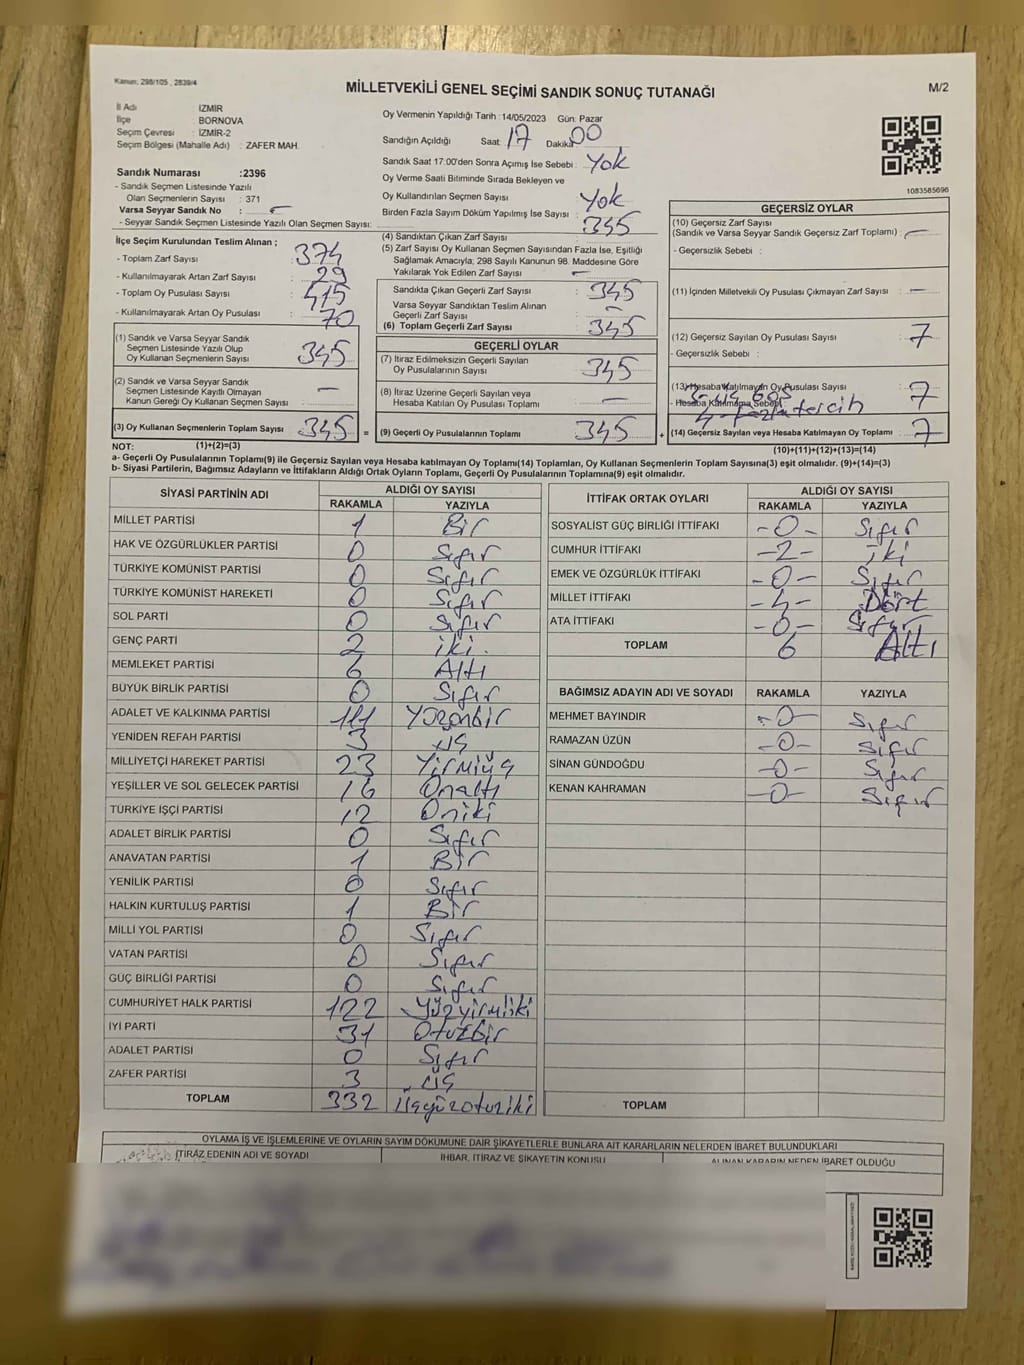 Kanun: 298/105 , 2839/4
MİLLETVEKİLİ GENEL SEÇİMİ SANDIK SONUÇ TUTANAĞI
M/2
İl Adı : İZMİR
İlçe : BORNOVA
Seçim Çevresi : İZMİR-2
Seçim Bölgesi (Mahalle Adı) : ZAFER MAH.
Sandık Numarası :2396
- Sandık Seçmen Listesinde Yazılı
Olan Seçmenlerin Sayısı : 371
Varsa Seyyar Sandık No : -
- Seyyar Sandık Seçmen Listesinde Yazılı Olan Seçmen Sayısı:
Oy Vermenin Yapıldığı Tarih :14/05/2023 Gün: Pazar
Sandığın Açıldığı Saat: 17 Dakika: 00
Sandık Saat 17:00'den Sonra Açımış İse Sebebi : Yok
Oy Verme Saati Bitiminde Sırada Bekleyen ve
Oy Kullandırılan Seçmen Sayısı : Yok
Birden Fazla Sayım Döküm Yapılmış İse Sayısı : -
1083585696
İlçe Seçim Kurulundan Teslim Alınan ;
- Toplam Zarf Sayısı : 374
- Kullanılmayarak Artan Zarf Sayısı : 29
- Toplam Oy Pusulası Sayısı : 415
- Kullanılmayarak Artan Oy Pusulası : 70
(1) Sandık ve Varsa Seyyar Sandık
Seçmen Listesinde Yazılı Olup
Oy Kullanan Seçmenlerin Sayısı : 345
(2) Sandık ve Varsa Seyyar Sandık
Seçmen Listesinde Kayıtlı Olmayan
Kanun Gereği Oy Kullanan Seçmen Sayısı : -
(3) Oy Kullanan Seçmenlerin Toplam Sayısı : 345 =
(4) Sandıktan Çıkan Zarf Sayısı : 345
(5) Zarf Sayısı Oy Kullanan Seçmen Sayısından Fazla İse, Eşitliği
Sağlamak Amacıyla; 298 Sayılı Kanunun 98. Maddesine Göre
Yakılarak Yok Edilen Zarf Sayısı : -
Sandıkta Çıkan Geçerli Zarf Sayısı : 345
Varsa Seyyar Sandıktan Teslim Alınan
Geçerli Zarf Sayısı : -
(6) Toplam Geçerli Zarf Sayısı : 345
GEÇERLİ OYLAR
(7) İtiraz Edilmeksizin Geçerli Sayılan
Oy Pusulalarının Sayısı : 345
(8) İtiraz Üzerine Geçerli Sayılan veya
Hesaba Katılan Oy Pusulası Toplamı : -
(9) Geçerli Oy Pusulalarının Toplamı : 345 +
GEÇERSİZ OYLAR
(10) Geçersiz Zarf Sayısı
(Sandık ve Varsa Seyyar Sandık Geçersiz Zarf Toplamı) : -
- Geçersizlik Sebebi :
(11) İçinden Milletvekili Oy Pusulası Çıkmayan Zarf Sayısı : -
(12) Geçersiz Sayılan Oy Pusulası Sayısı : 7
- Geçersizlik Sebebi :
(13) Hesaba Katılmayan Oy Pusulası Sayısı : 7
- Hesaba Katılmama Sebebi
4- Fazla tercih
(14) Geçersiz Sayılan veya Hesaba Katılmayan Oy Toplamı : 7
NOT: (1)+(2)=(3)
(10)+(11)+(12)+(13)=(14)
a- Geçerli Oy Pusulalarının Toplamı(9) ile Geçersiz Sayılan veya Hesaba katılmayan Oy Toplamı(14) Toplamları, Oy Kullanan Seçmenlerin Toplam Sayısına(3) eşit olmalıdır. (9)+(14)=(3)
b- Siyasi Partilerin, Bağımsız Adayların ve İttifakların Aldığı Ortak Oyların Toplamı, Geçerli Oy Pusulalarının Toplamına(9) eşit olmalıdır.
SİYASİ PARTİNİN ADI ALDIĞI OY SAYISI
RAKAMLA YAZIYLA
MİLLET PARTİSİ 1 Bir
HAK VE ÖZGÜRLÜKLER PARTİSİ 0 Sıfır
TÜRKİYE KOMÜNİST PARTİSİ 0 Sıfır
TÜRKİYE KOMÜNİST HAREKETİ 0 Sıfır
SOL PARTİ 0 Sıfır
GENÇ PARTİ 2 iki.
MEMLEKET PARTİSİ 6 Altı
BÜYÜK BİRLİK PARTİSİ 0 Sıfır
ADALET VE KALKINMA PARTİSİ 111 Yüzonbir
YENİDEN REFAH PARTİSİ 3 üç
MİLLİYETÇİ HAREKET PARTİSİ 23 Yirmiüç
YEŞİLLER VE SOL GELECEK PARTİSİ 16 Onaltı
TÜRKİYE İŞÇİ PARTİSİ 12 Oniki
ADALET BİRLİK PARTİSİ 0 Sıfır
ANAVATAN PARTİSİ 1 Bir
YENİLİK PARTİSİ 0 Sıfır
HALKIN KURTULUŞ PARTİSİ 1 Bir
MİLLİ YOL PARTİSİ 0 Sıfır
VATAN PARTİSİ 0 Sıfır
GÜÇ BİRLİĞİ PARTİSİ 0 Sıfır
CUMHURİYET HALK PARTİSİ 122 Yüzyirmiiki
İYİ PARTİ 31 Otuzbir
ADALET PARTİSİ 0 Sıfır
ZAFER PARTİSİ 3 üç
TOPLAM 332 üçyüzotuziki
İTTİFAK ORTAK OYLARI ALDIĞI OY SAYISI
RAKAMLA YAZIYLA
SOSYALİST GÜÇ BİRLİĞİ İTTİFAKI -0- Sıfır
CUMHUR İTTİFAKI -2- iki
EMEK VE ÖZGÜRLÜK İTTİFAKI -0- Sıfır
MİLLET İTTİFAKI -4- Dört
ATA İTTİFAKI -0- Sıfır
TOPLAM 6 Altı
BAĞIMSIZ ADAYIN ADI VE SOYADI RAKAMLA YAZIYLA
MEHMET BAYINDIR -0- Sıfır
RAMAZAN ÜZÜN -0- Sıfır
SİNAN GÜNDOĞDU -0- Sıfır
KENAN KAHRAMAN -0- Sıfır
TOPLAM
OYLAMA İŞ VE İŞLEMLERİNE VE OYLARIN SAYIM DÖKÜMÜNE DAİR ŞİKAYETLERLE BUNLARA AİT KARARLARIN NELERDEN İBARET BULUNDUKLARI
İTİRAZ EDENİN ADI VE SOYADI
İHBAR, İTİRAZ VE ŞİKAYETİN KONUSU
ALINAN KARARIN NEDEN İBARET OLDUĞU